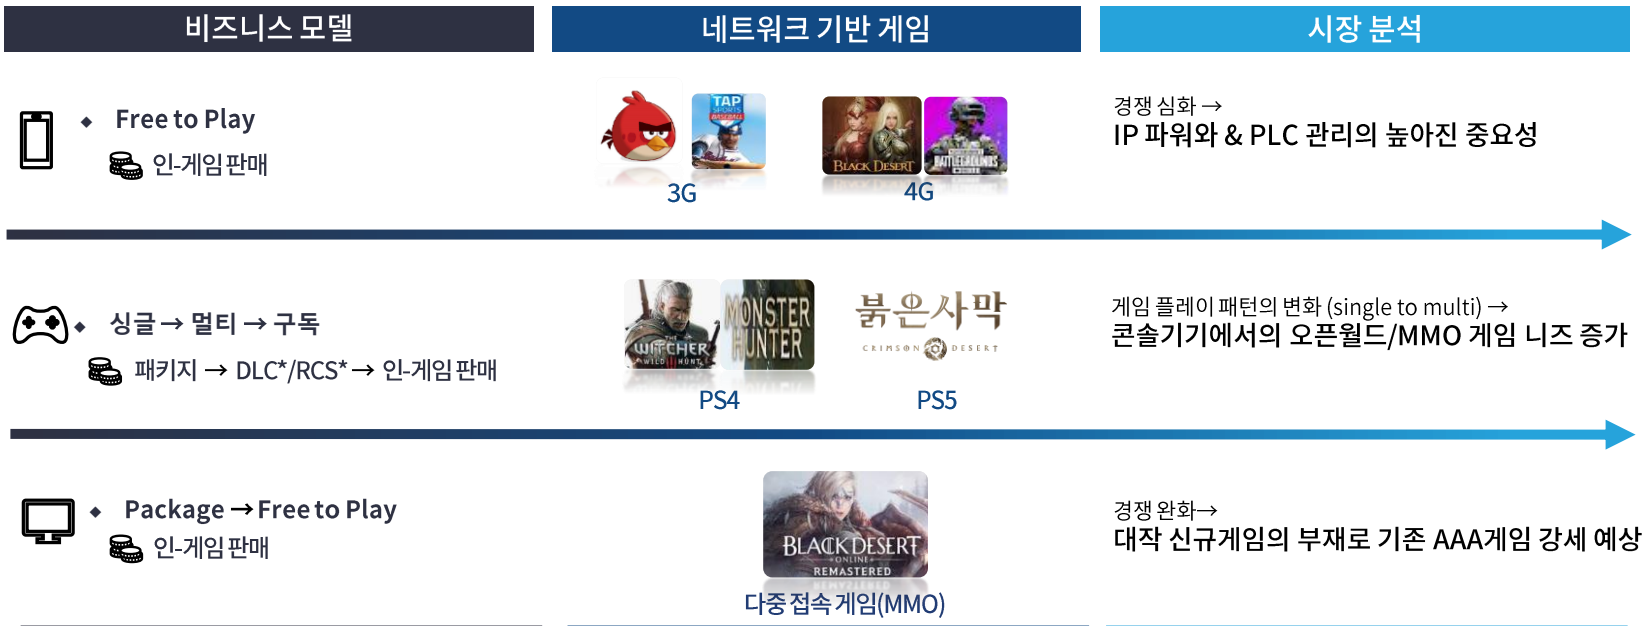 비즈니스 모델
네트워크 기반 게임
시장 분석
Free to Play
인-게임 판매
TAP
SPORTS
BASEBALL
BLACK DESERT
BATTLEGROUNDS
3G
4G
경쟁 심화 →
IP 파워와 & PLC 관리의 높아진 중요성
싱글 → 멀티 → 구독
패키지 → DLC*/RCS* → 인-게임 판매
THE
WITCHER
WILD HUNT
MONSTER
HUNTER
붉은사막
CRIMSON DESERT
PS4
PS5
게임 플레이 패턴의 변화 (single to multi) →
콘솔기기에서의 오픈월드/MMO 게임 니즈 증가
Package → Free to Play
인-게임 판매
BLACK DESERT
ONLINE
REMASTERED
다중 접속 게임(MMO)
경쟁 완화→
대작 신규게임의 부재로 기존 AAA게임 강세 예상